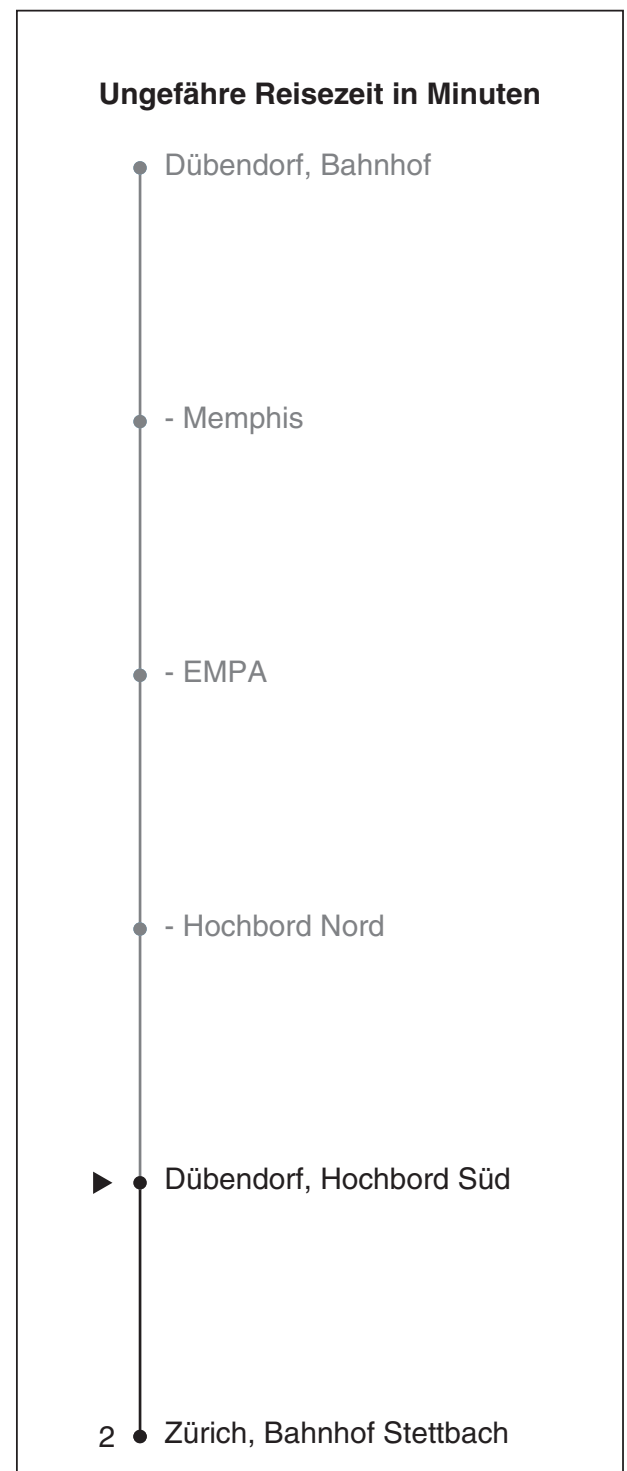 Ungefähre Reisezeit in Minuten
Dübendorf, Bahnhof
- Memphis
- EMPA
- Hochbord Nord
Dübendorf, Hochbord Süd
2 Zürich, Bahnhof Stettbach